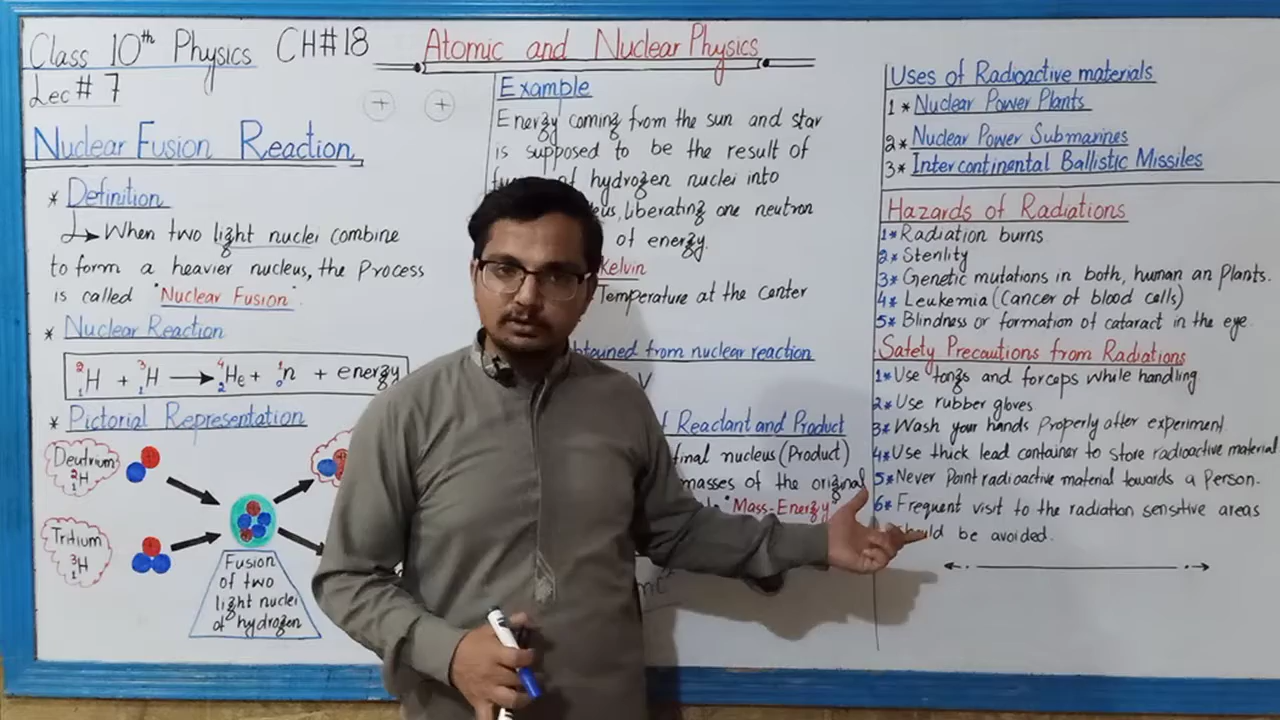 Class 10th Physics CH#18
Lec# 7
Atomic and Nuclear Physics
Nuclear Fusion Reaction
* Definition
When two light nuclei combine
to form a heavier nucleus, the Process
is called "Nuclear Fusion".
* Nuclear Reaction
²₁H + ³₁H → ⁴₂He + ¹₀n + energy
* Pictorial Representation
Deutrium
²₁H
Tritium
³₁H
Fusion
of two
light nuclei
of hydrogen
+ +
Example
Energy coming from the sun and star
is supposed to be the result of
of hydrogen nuclei into
liberating one neutron
of energy.
Kelvin
Temperature at the center
obtained from nuclear reaction
V
Reactant and Product
final nucleus (Product)
masses of the original
"Mass-Energy"
Uses of Radioactive materials
1* Nuclear Power Plants
2* Nuclear Power Submarines
3* Intercontinental Ballistic Missiles
Hazards of Radiations
1* Radiation burns
2* Sterility
3* Genetic mutations in both, human an Plants.
4* Leukemia (Cancer of blood cells)
5* Blindness or formation of cataract in the eye.
Safety Precautions from Radiations
1* Use tongs and forceps while handling
2* Use rubber gloves
3* Wash your hands Properly after experiment.
4* Use thick lead container to store radioactive material
5* Never Point radioactive material towards a Person.
6* Frequent visit to the radiation sensitive areas
should be avoided.